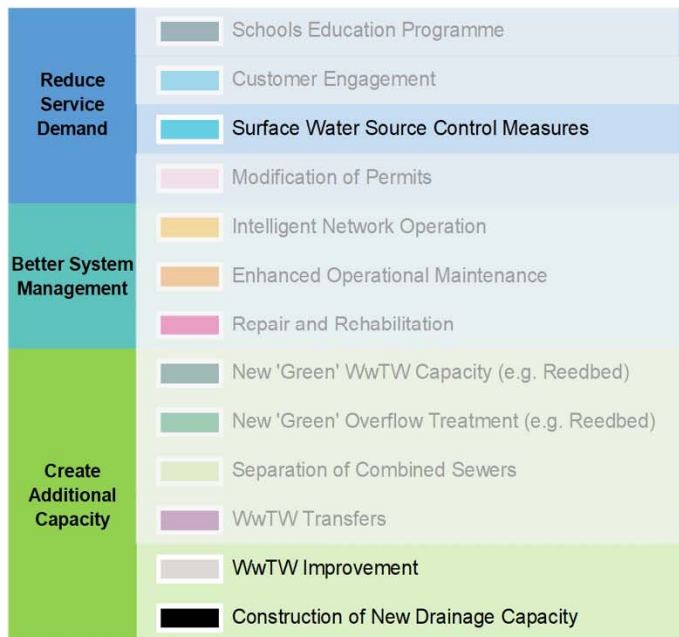 Reduce
Service
Demand
Schools Education Programme
Customer Engagement
Surface Water Source Control Measures
Modification of Permits
Better System
Management
Intelligent Network Operation
Enhanced Operational Maintenance
Repair and Rehabilitation
Create
Additional
Capacity
New 'Green' WwTW Capacity (e.g. Reedbed)
New 'Green' Overflow Treatment (e.g. Reedbed)
Separation of Combined Sewers
WwTW Transfers
WwTW Improvement
Construction of New Drainage Capacity